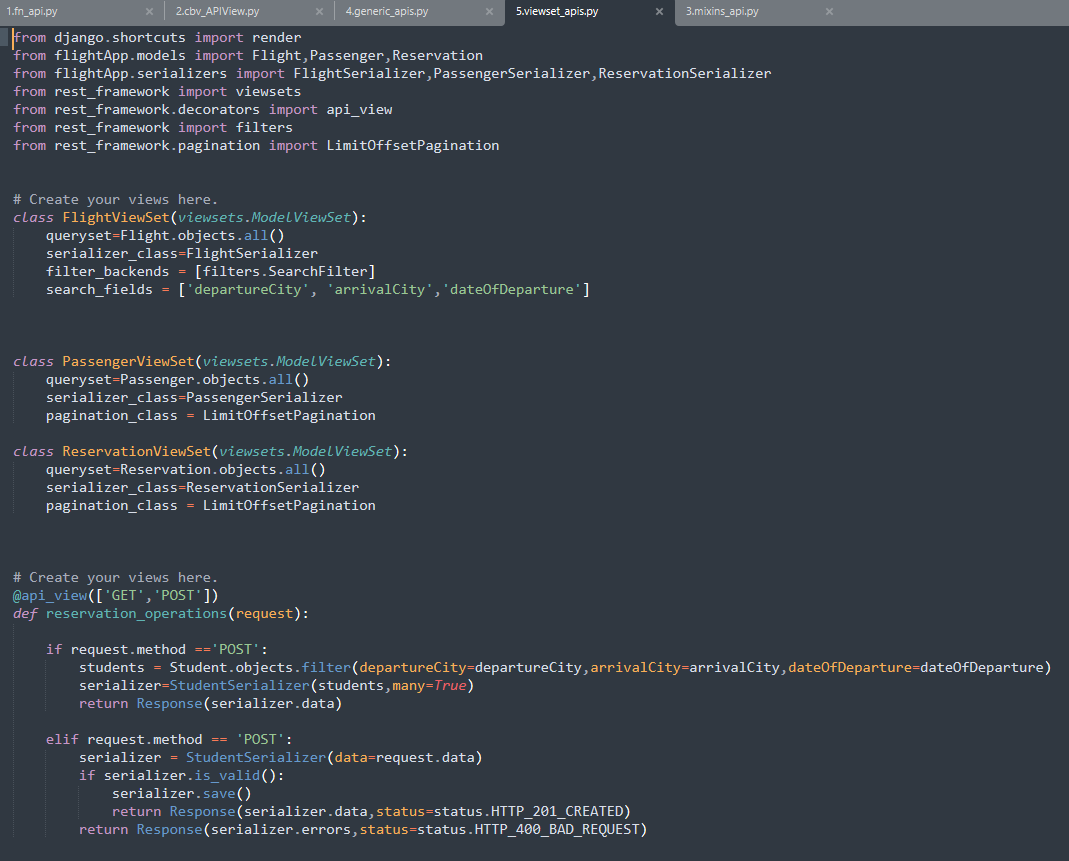 1.fn_api.py × 2.cbv_APIView.py × 4.generic_apis.py × 5.viewset_apis.py × 3.mixins_api.py ×
from django.shortcuts import render
from flightApp.models import Flight,Passenger,Reservation
from flightApp.serializers import FlightSerializer,PassengerSerializer,ReservationSerializer
from rest_framework import viewsets
from rest_framework.decorators import api_view
from rest_framework import filters
from rest_framework.pagination import LimitOffsetPagination
# Create your views here.
class FlightViewSet(viewsets.ModelViewSet):
    queryset=Flight.objects.all()
    serializer_class=FlightSerializer
    filter_backends = [filters.SearchFilter]
    search_fields = ['departureCity', 'arrivalCity','dateOfDeparture']
class PassengerViewSet(viewsets.ModelViewSet):
    queryset=Passenger.objects.all()
    serializer_class=PassengerSerializer
    pagination_class = LimitOffsetPagination
class ReservationViewSet(viewsets.ModelViewSet):
    queryset=Reservation.objects.all()
    serializer_class=ReservationSerializer
    pagination_class = LimitOffsetPagination
# Create your views here.
@api_view(['GET','POST'])
def reservation_operations(request):
    if request.method =='POST':
        students = Student.objects.filter(departureCity=departureCity,arrivalCity=arrivalCity,dateOfDeparture=dateOfDeparture)
        serializer=StudentSerializer(students,many=True)
        return Response(serializer.data)
    elif request.method == 'POST':
        serializer = StudentSerializer(data=request.data)
        if serializer.is_valid():
            serializer.save()
            return Response(serializer.data,status=status.HTTP_201_CREATED)
        return Response(serializer.errors,status=status.HTTP_400_BAD_REQUEST)